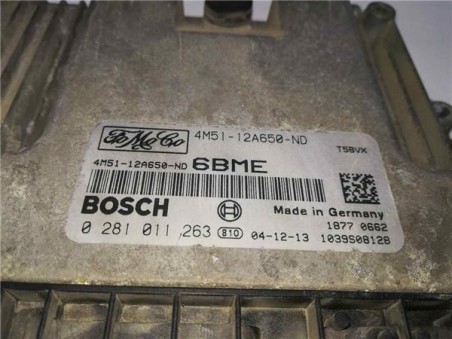 FoMoCo 4M51-12A650-ND
T5BVX
4M51-12A650-ND 6BME
BOSCH Made in Germany
1877 0662
0 281 011 263 810 04-12-13 1039S08128